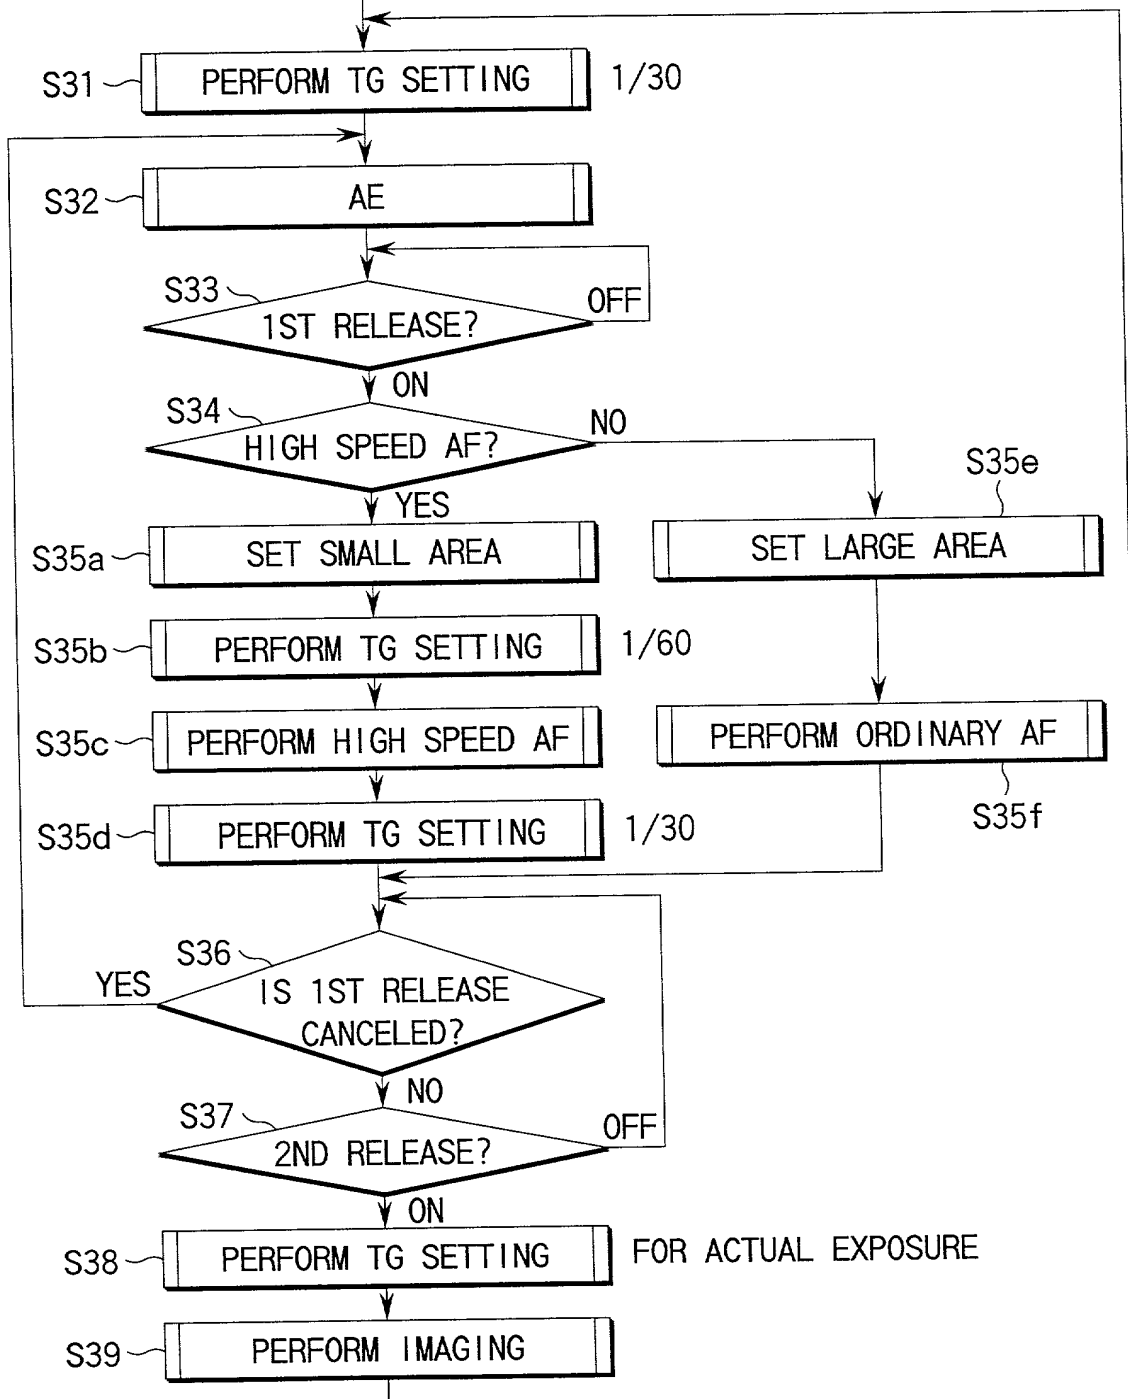 S31 PERFORM TG SETTING 1/30
S32 AE
S33 1ST RELEASE? OFF
ON
S34 HIGH SPEED AF? NO
YES
S35a SET SMALL AREA
S35e SET LARGE AREA
S35b PERFORM TG SETTING 1/60
S35c PERFORM HIGH SPEED AF
PERFORM ORDINARY AF S35f
S35d PERFORM TG SETTING 1/30
S36 IS 1ST RELEASE
CANCELED?
YES
NO
S37 2ND RELEASE? OFF
ON
S38 PERFORM TG SETTING FOR ACTUAL EXPOSURE
S39 PERFORM IMAGING